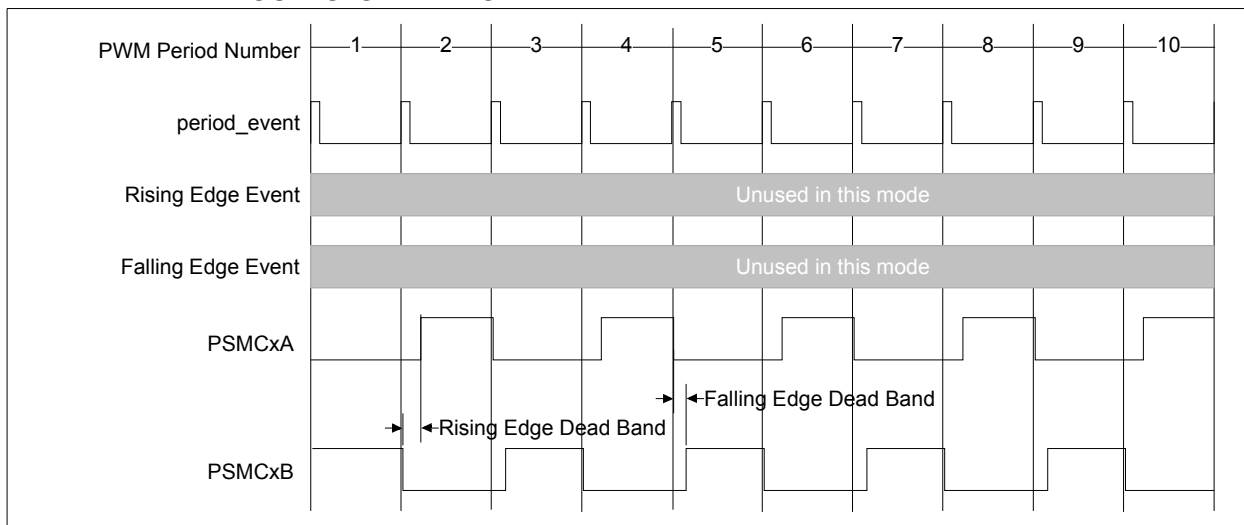 PWM Period Number 1 2 3 4 5 6 7 8 9 10
period_event
Rising Edge Event Unused in this mode
Falling Edge Event Unused in this mode
PSMCxA
Falling Edge Dead Band
Rising Edge Dead Band
PSMCxB